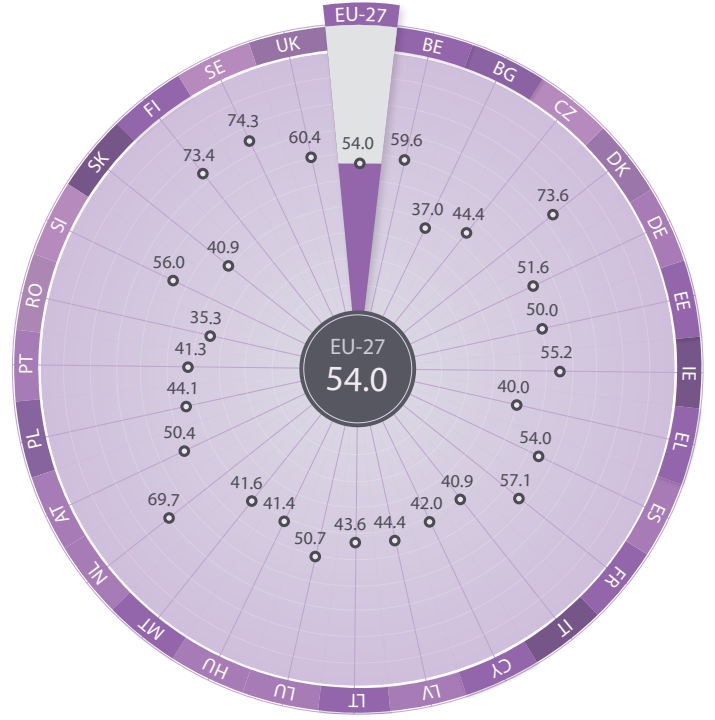 EU-27
BE
BG
CZ
DK
DE
EE
IE
EL
ES
FR
IT
CY
LV
LT
LU
HU
MT
NL
AT
PL
PT
RO
SI
SK
FI
SE
UK
54.0
59.6
37.0
44.4
73.6
51.6
50.0
55.2
40.0
54.0
57.1
40.9
42.0
44.4
43.6
50.7
41.4
41.6
69.7
50.4
44.1
41.3
35.3
56.0
40.9
73.4
74.3
60.4
EU-27
54.0